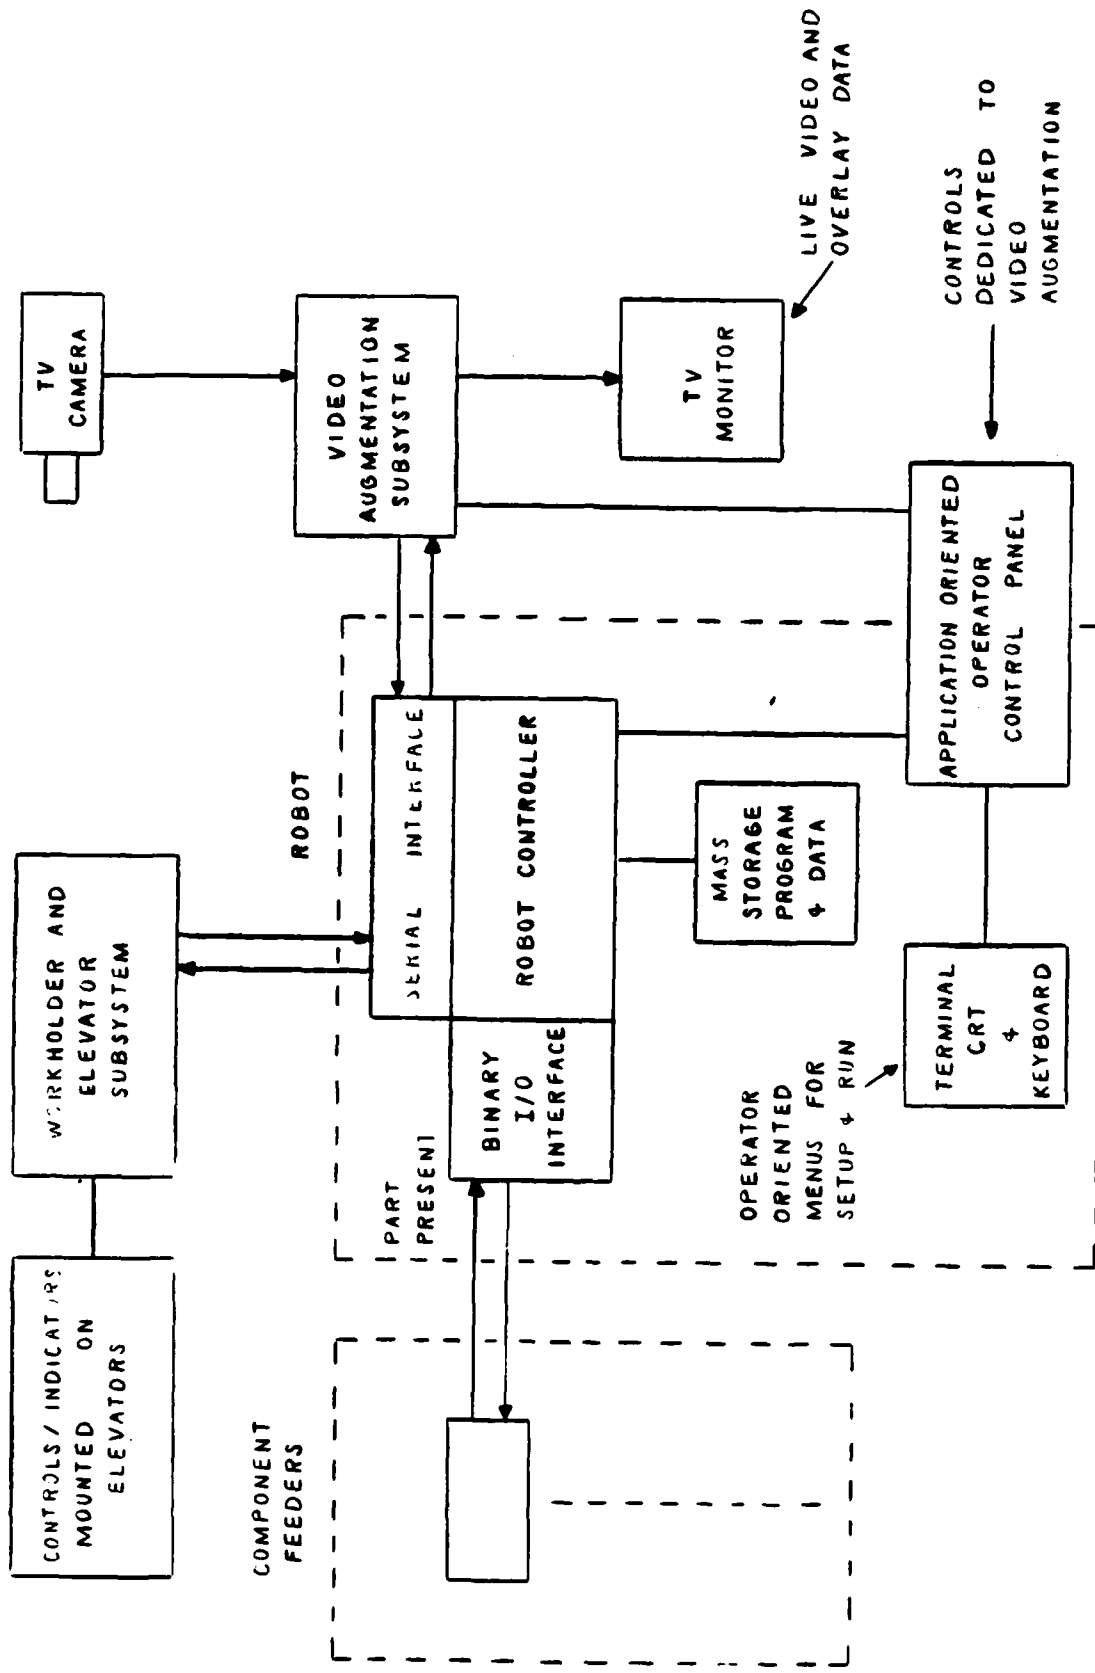 CONTROLS/INDICATORS
MOUNTED ON
ELEVATORS
WORKHOLDER AND
ELEVATOR
SUBSYSTEM
TV
CAMERA
COMPONENT
FEEDERS
ROBOT
PART
PRESENT
SERIAL INTERFACE
BINARY
I/O
INTERFACE
ROBOT CONTROLLER
VIDEO
AUGMENTATION
SUBSYSTEM
MASS
STORAGE
PROGRAM
& DATA
TV
MONITOR
LIVE VIDEO AND
OVERLAY DATA
OPERATOR
ORIENTED
MENUS FOR
SETUP & RUN
TERMINAL
CRT
&
KEYBOARD
APPLICATION ORIENTED
OPERATOR
CONTROL PANEL
CONTROLS
DEDICATED TO
VIDEO
AUGMENTATION